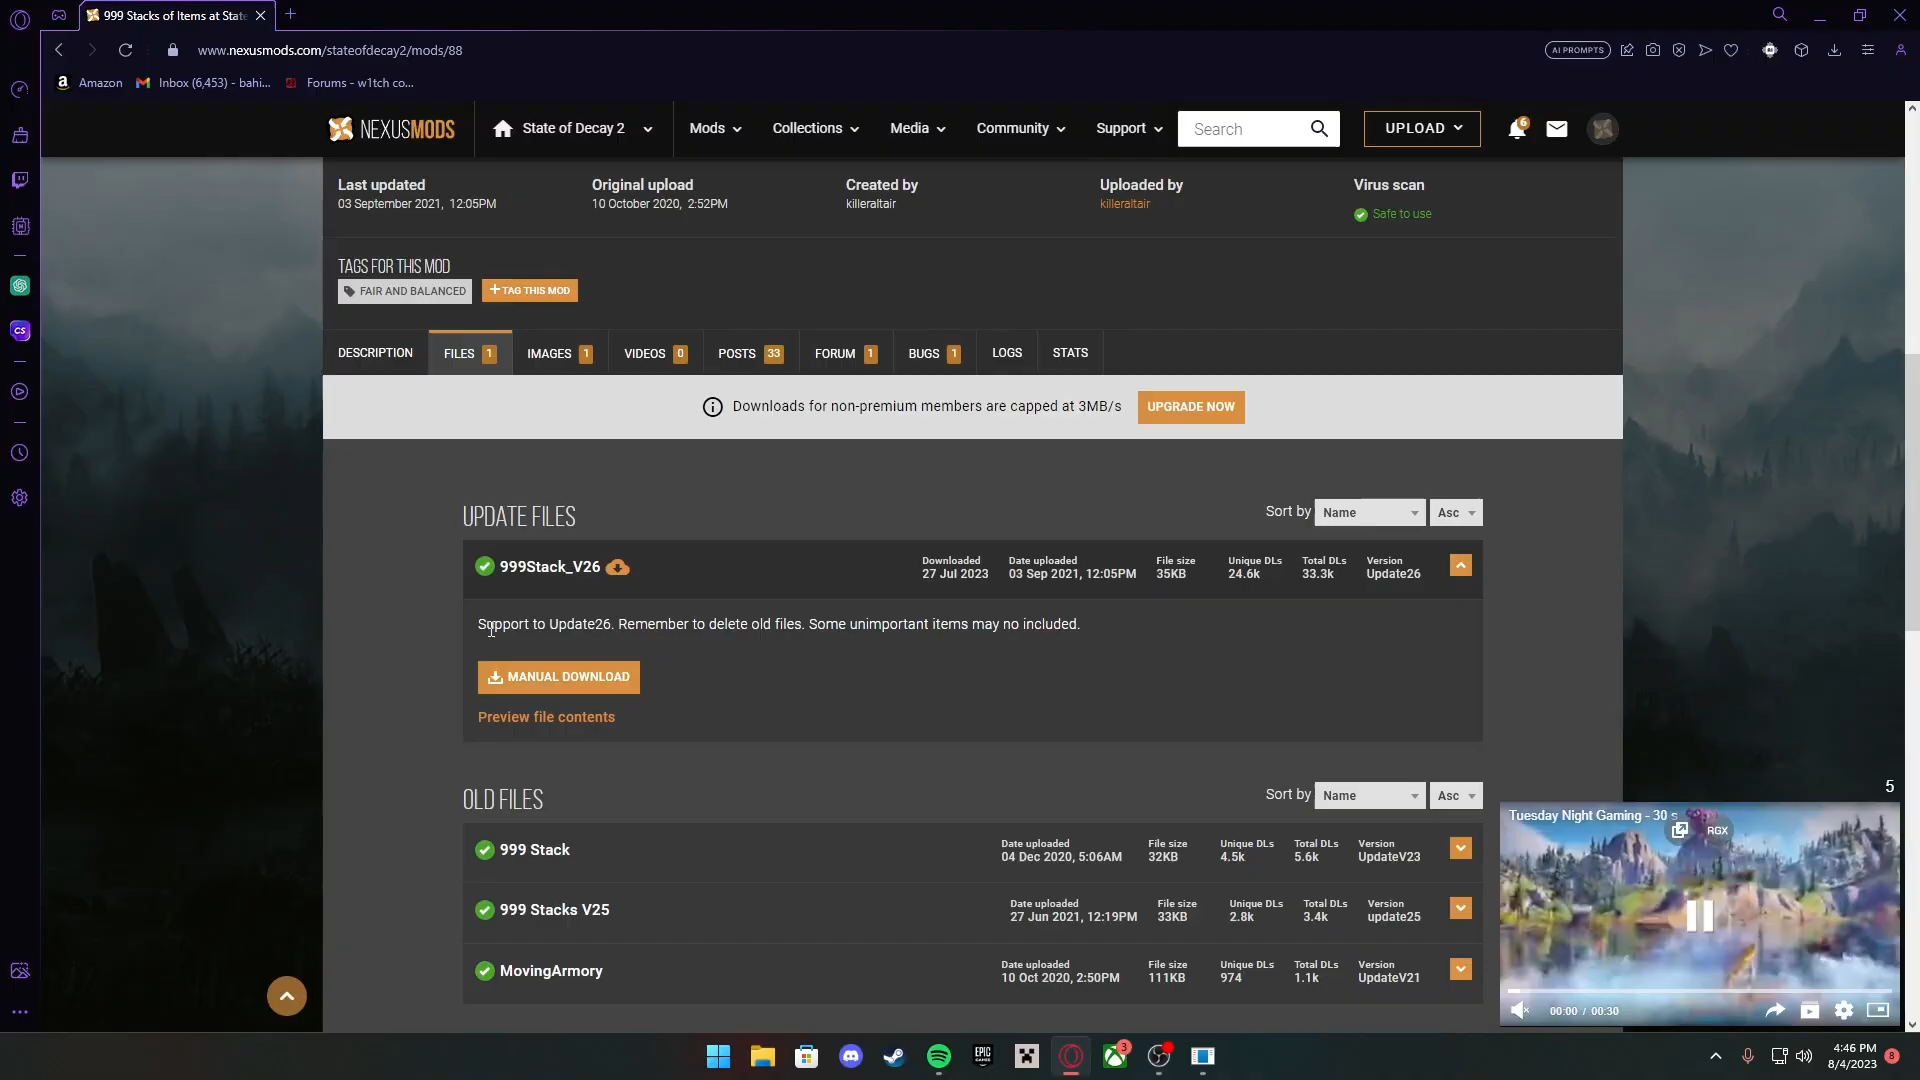 999 Stacks of Items at State
www.nexusmods.com/stateofdecay2/mods/88
AI PROMPTS
Amazon
Inbox (6,453) - bahi...
Forums - w1tch co...
NEXUSMODS
State of Decay 2
Mods
Collections
Media
Community
Support
Search
UPLOAD
6
Last updated
03 September 2021, 12:05PM
Original upload
10 October 2020, 2:52PM
Created by
killeraltair
Uploaded by
killeraltair
Virus scan
Safe to use
TAGS FOR THIS MOD
FAIR AND BALANCED
+ TAG THIS MOD
CS
DESCRIPTION
FILES 1
IMAGES 1
VIDEOS 0
POSTS 33
FORUM 1
BUGS 1
LOGS
STATS
Downloads for non-premium members are capped at 3MB/s
UPGRADE NOW
UPDATE FILES
Sort by Name Asc
999Stack_V26
Downloaded
27 Jul 2023
Date uploaded
03 Sep 2021, 12:05PM
File size
35KB
Unique DLs
24.6k
Total DLs
33.3k
Version
Update26
Support to Update26. Remember to delete old files. Some unimportant items may no included.
MANUAL DOWNLOAD
Preview file contents
OLD FILES
Sort by Name Asc
999 Stack
Date uploaded
04 Dec 2020, 5:06AM
File size
32KB
Unique DLs
4.5k
Total DLs
5.6k
Version
UpdateV23
999 Stacks V25
Date uploaded
27 Jun 2021, 12:19PM
File size
33KB
Unique DLs
2.8k
Total DLs
3.4k
Version
update25
MovingArmory
Date uploaded
10 Oct 2020, 2:50PM
File size
111KB
Unique DLs
974
Total DLs
1.1k
Version
UpdateV21
5
Tuesday Night Gaming - 30 s
RGX
00:00 / 00:30
EPIC GAMES
3
4:46 PM
8/4/2023
8